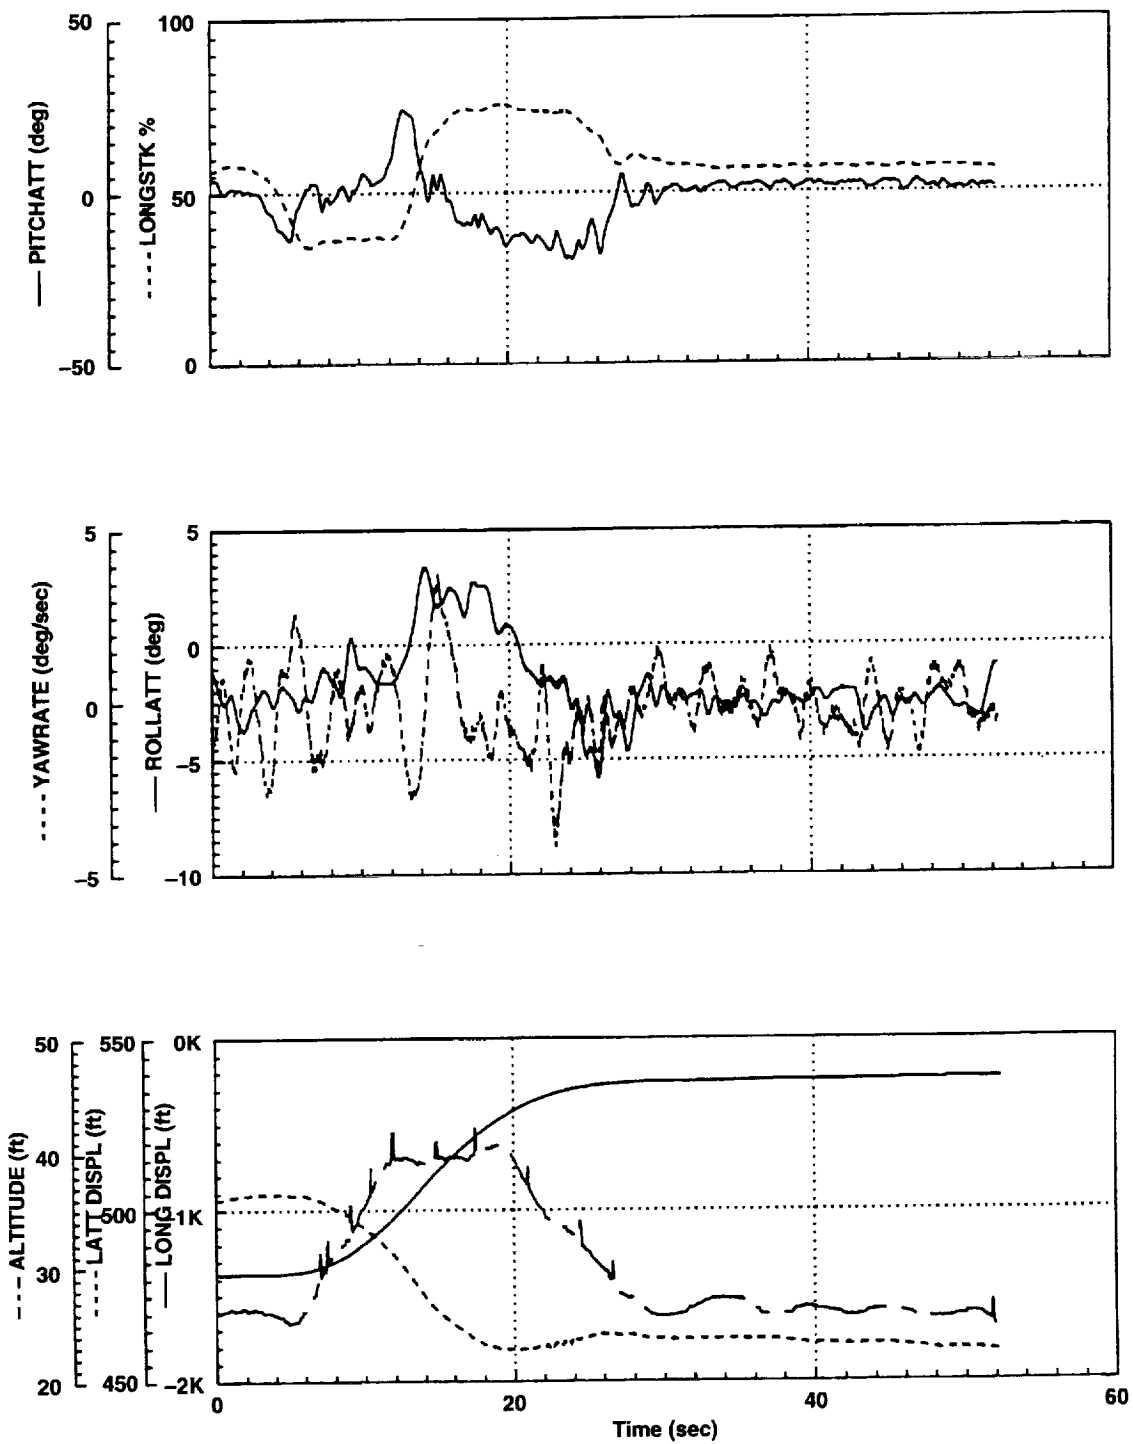 50
0
–50
PITCHATT (deg)
100
50
0
LONGSTK %
5
0
–5
YAWRATE (deg/sec)
5
0
–5
–10
ROLLATT (deg)
50
40
30
20
ALTITUDE (ft)
550
500
450
LATT DISPL (ft)
0K
–1K
–2K
LONG DISPL (ft)
0
20
40
60
Time (sec)